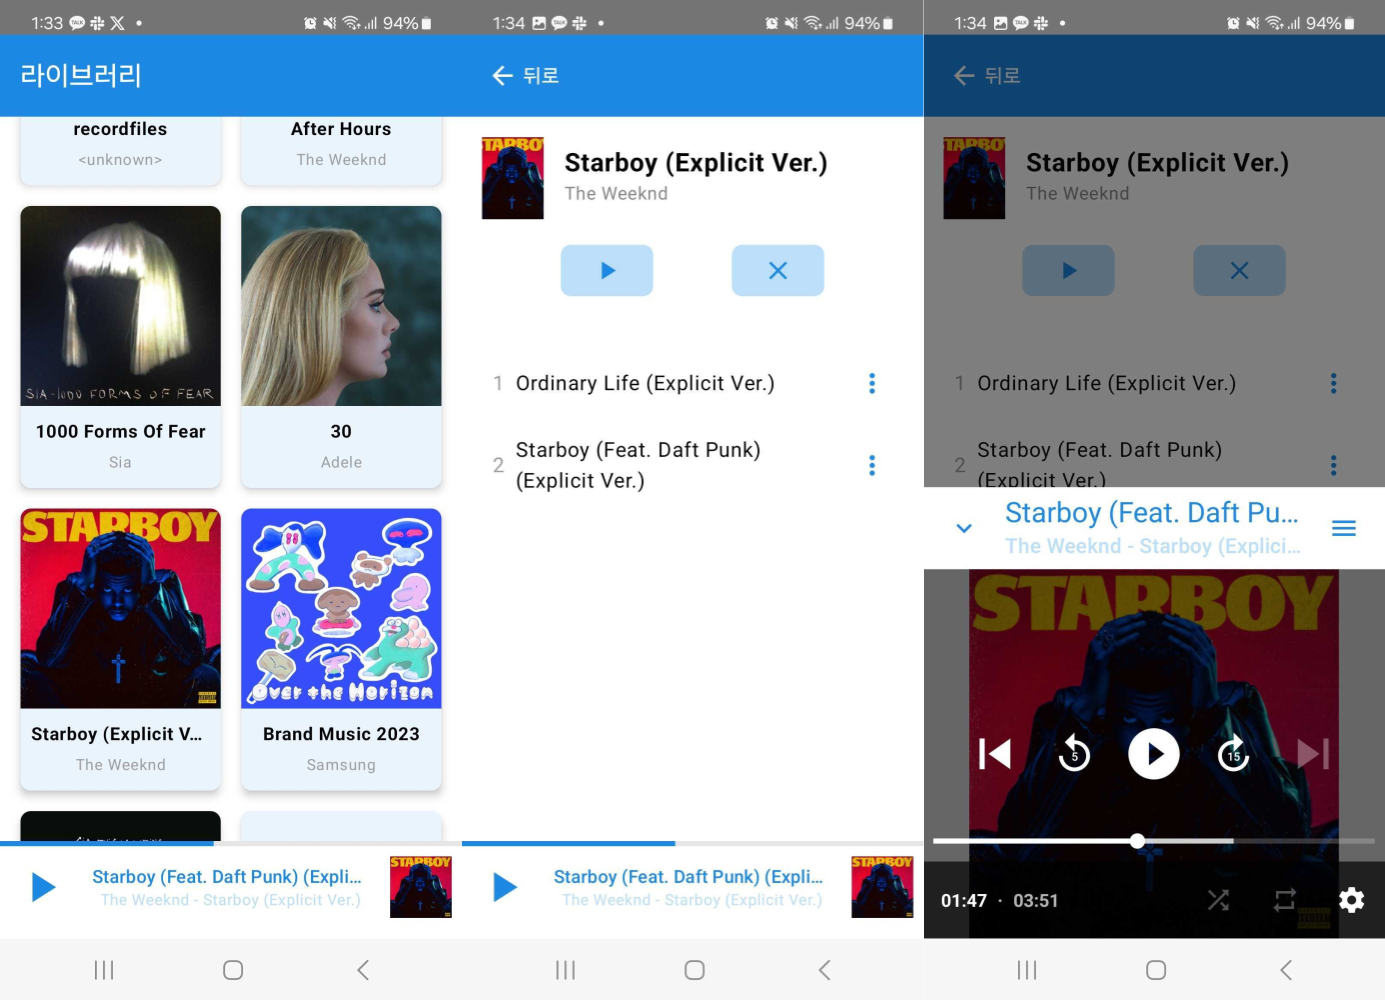 1:33
94%
라이브러리
recordfiles
<unknown>
After Hours
The Weeknd
SIA - 1000 FORMS OF FEAR
1000 Forms Of Fear
Sia
30
Adele
STARBOY
Starboy (Explicit V...
The Weeknd
Over the Horizon
Brand Music 2023
Samsung
Starboy (Feat. Daft Punk) (Expli...
The Weeknd - Starboy (Explicit Ver.)
STARBOY
1:34
94%
뒤로
STARBOY
Starboy (Explicit Ver.)
The Weeknd
1 Ordinary Life (Explicit Ver.)
2 Starboy (Feat. Daft Punk)
(Explicit Ver.)
Starboy (Feat. Daft Punk) (Expli...
The Weeknd - Starboy (Explicit Ver.)
STARBOY
1:34
94%
뒤로
STARBOY
Starboy (Explicit Ver.)
The Weeknd
1 Ordinary Life (Explicit Ver.)
2 Starboy (Feat. Daft Punk)
(Explicit Ver.)
Starboy (Feat. Daft Pu...
The Weeknd - Starboy (Explici...
STARBOY
5
15
01:47 · 03:51